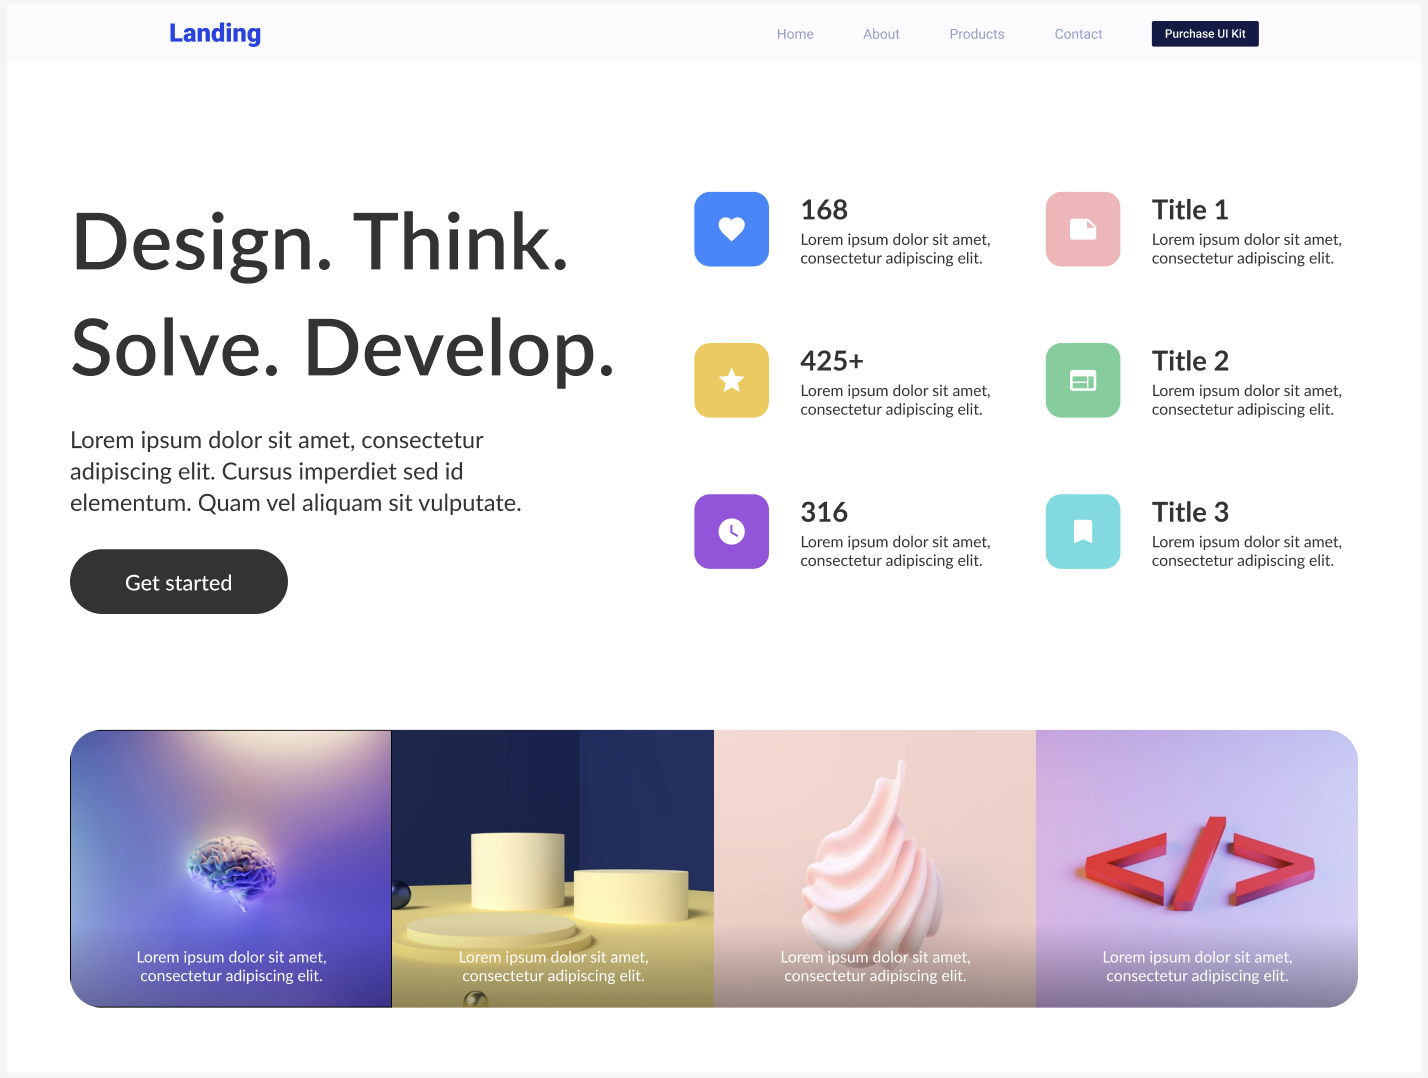 Landing
Home
About
Products
Contact
Purchase UI Kit
Design. Think.
Solve. Develop.
Lorem ipsum dolor sit amet, consectetur
adipiscing elit. Cursus imperdiet sed id
elementum. Quam vel aliquam sit vulputate.
Get started
168
Lorem ipsum dolor sit amet,
consectetur adipiscing elit.
Title 1
Lorem ipsum dolor sit amet,
consectetur adipiscing elit.
425+
Lorem ipsum dolor sit amet,
consectetur adipiscing elit.
Title 2
Lorem ipsum dolor sit amet,
consectetur adipiscing elit.
316
Lorem ipsum dolor sit amet,
consectetur adipiscing elit.
Title 3
Lorem ipsum dolor sit amet,
consectetur adipiscing elit.
Lorem ipsum dolor sit amet,
consectetur adipiscing elit.
Lorem ipsum dolor sit amet,
consectetur adipiscing elit.
Lorem ipsum dolor sit amet,
consectetur adipiscing elit.
Lorem ipsum dolor sit amet,
consectetur adipiscing elit.